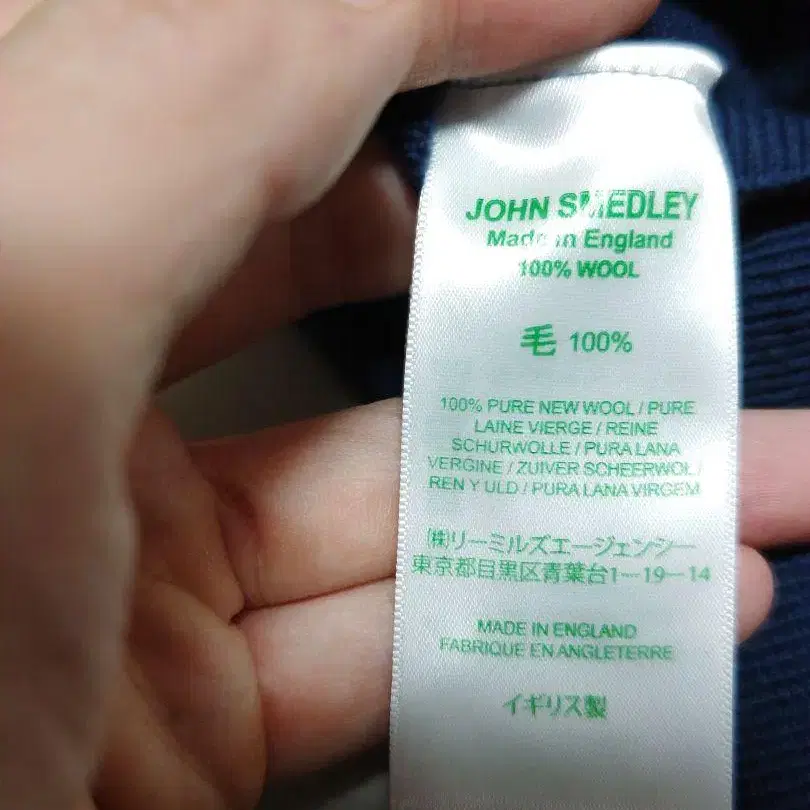 JOHN SMEDLEY
Made in England
100% WOOL
毛 100%
100% PURE NEW WOOL / PURE
LAINE VIERGE / REINE
SCHURWOLLE / PURA LANA
VERGINE / ZUIVER SCHEERWOL /
REN Y ULD / PURA LANA VIRGEM
(株)リーミルズエージェンシー
東京都目黒区青葉台1-19-14
MADE IN ENGLAND
FABRIQUE EN ANGLETERRE
イギリス製